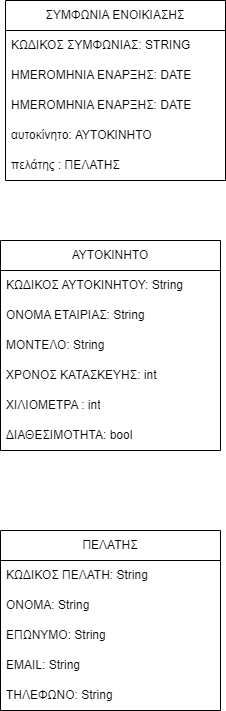 ΣΥΜΦΩΝΙΑ ΕΝΟΙΚΙΑΣΗΣ
ΚΩΔΙΚΟΣ ΣΥΜΦΩΝΙΑΣ: STRING
ΗΜΕΡΟΜΗΝΙΑ ΕΝΑΡΞΗΣ: DATE
ΗΜΕΡΟΜΗΝΙΑ ΕΝΑΡΞΗΣ: DATE
αυτοκίνητο: ΑΥΤΟΚΙΝΗΤΟ
πελάτης : ΠΕΛΑΤΗΣ
ΑΥΤΟΚΙΝΗΤΟ
ΚΩΔΙΚΟΣ ΑΥΤΟΚΙΝΗΤΟΥ: String
ΟΝΟΜΑ ΕΤΑΙΡΙΑΣ: String
ΜΟΝΤΕΛΟ: String
ΧΡΟΝΟΣ ΚΑΤΑΣΚΕΥΗΣ: int
ΧΙΛΙΟΜΕΤΡΑ : int
ΔΙΑΘΕΣΙΜΟΤΗΤΑ: bool
ΠΕΛΑΤΗΣ
ΚΩΔΙΚΟΣ ΠΕΛΑΤΗ: String
ΟΝΟΜΑ: String
ΕΠΩΝΥΜΟ: String
EMAIL: String
ΤΗΛΕΦΩΝΟ: String